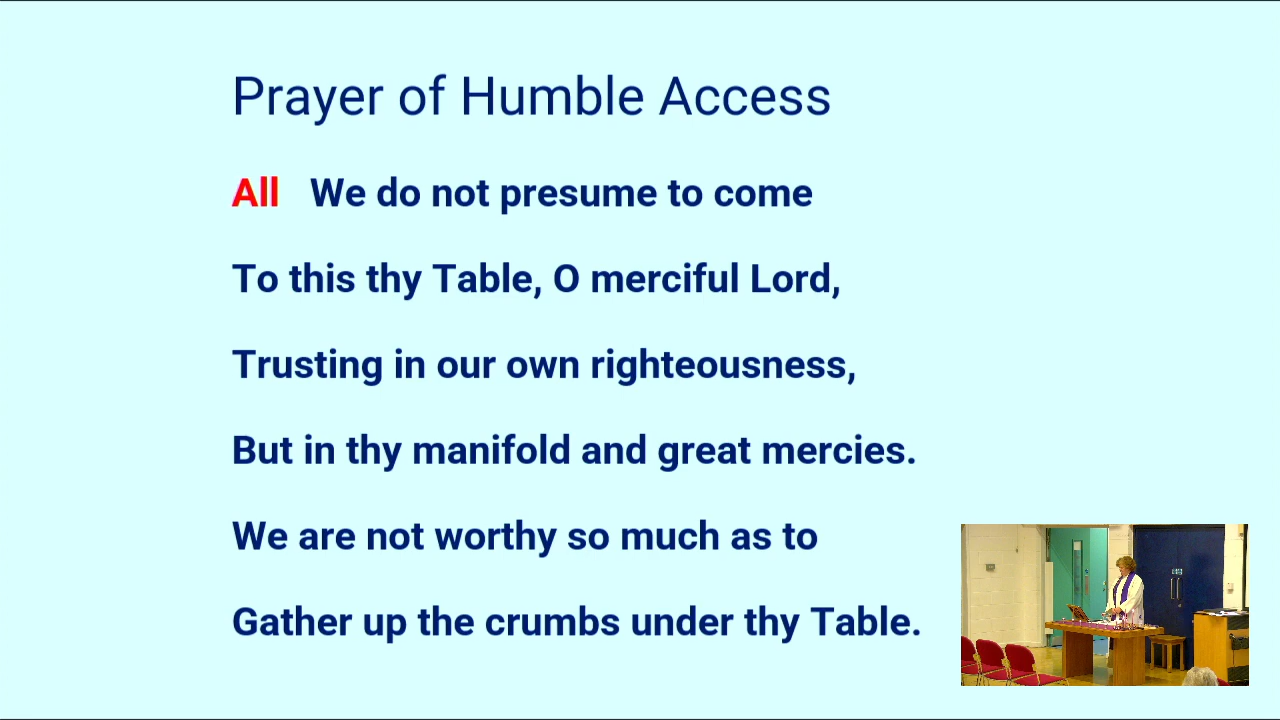 Prayer of Humble Access
All We do not presume to come
To this thy Table, O merciful Lord,
Trusting in our own righteousness,
But in thy manifold and great mercies.
We are not worthy so much as to
Gather up the crumbs under thy Table.